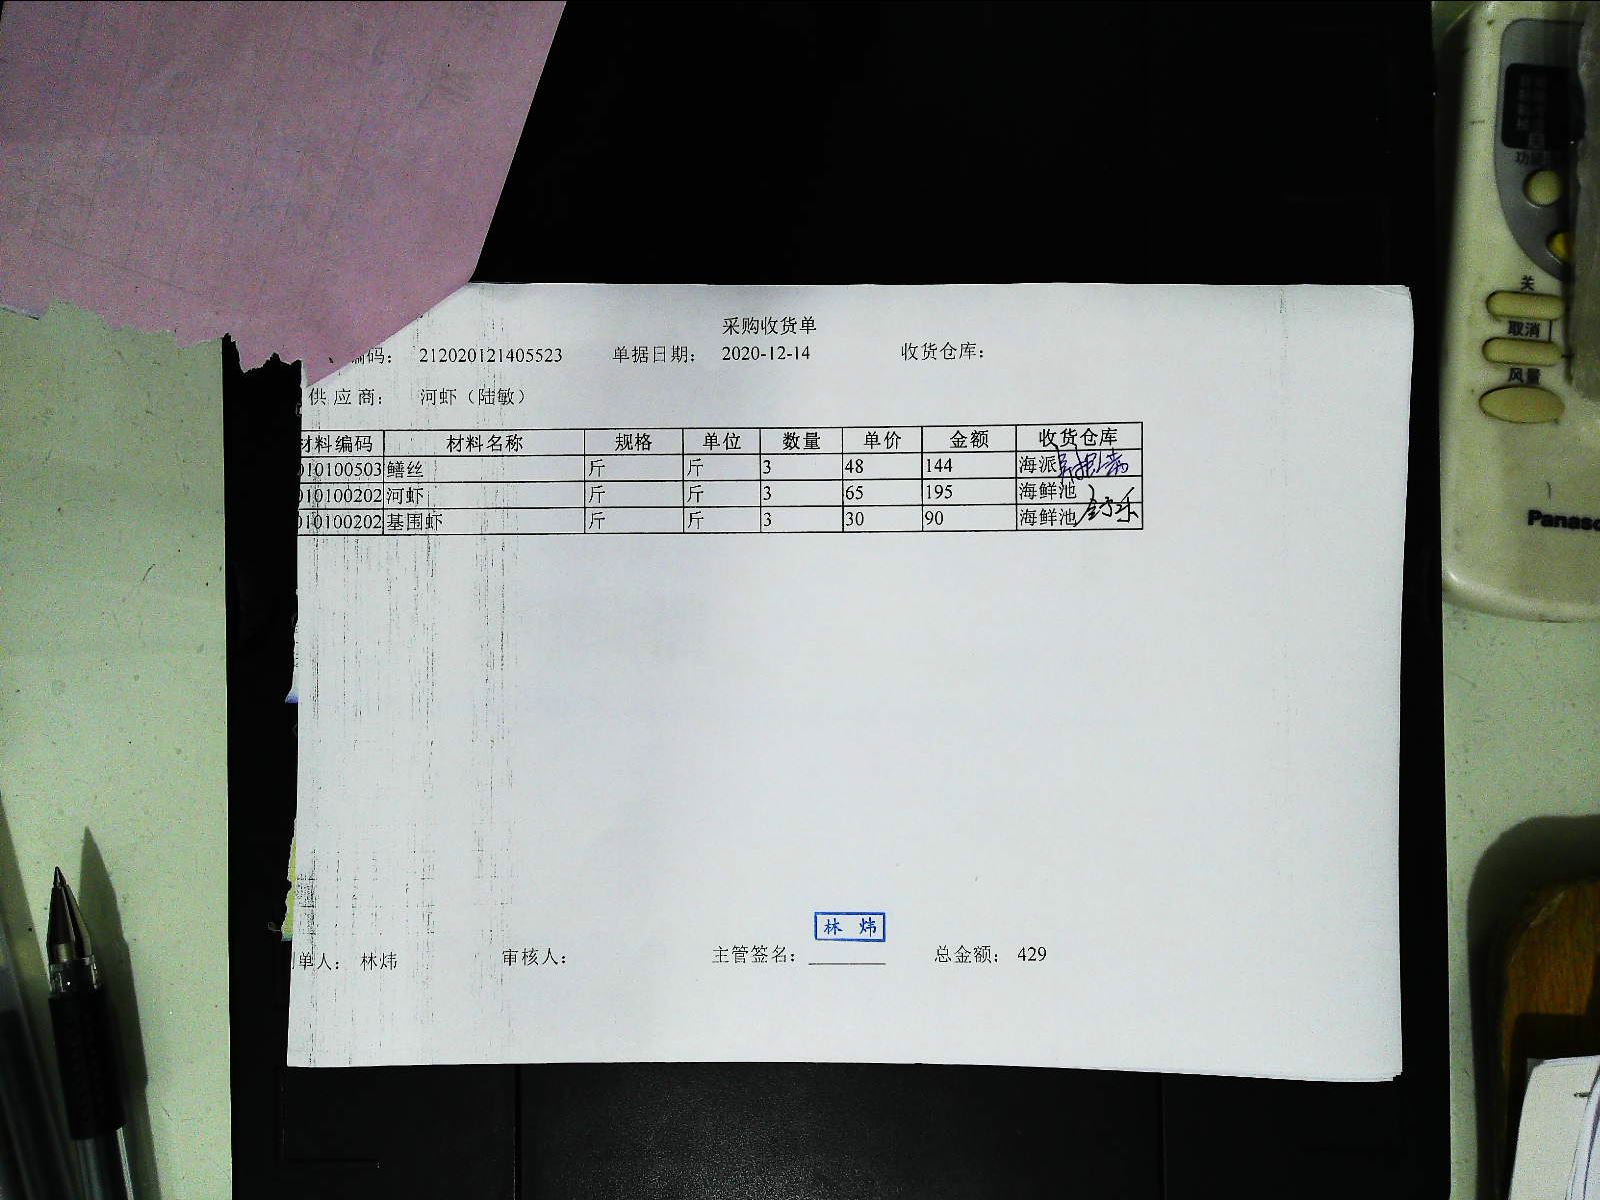 采购收货单
编码： 212020121405523 单据日期： 2020-12-14 收货仓库：
供应商： 河虾（陆敏）
材料编码 材料名称 规格 单位 数量 单价 金额 收货仓库
010100503 鳝丝 斤 斤 3 48 144 海派
010100202 河虾 斤 斤 3 65 195 海鲜池
010100202 基围虾 斤 斤 3 30 90 海鲜池
林 炜
制单人： 林炜 审核人： 主管签名： 总金额： 429
关
取消
风量